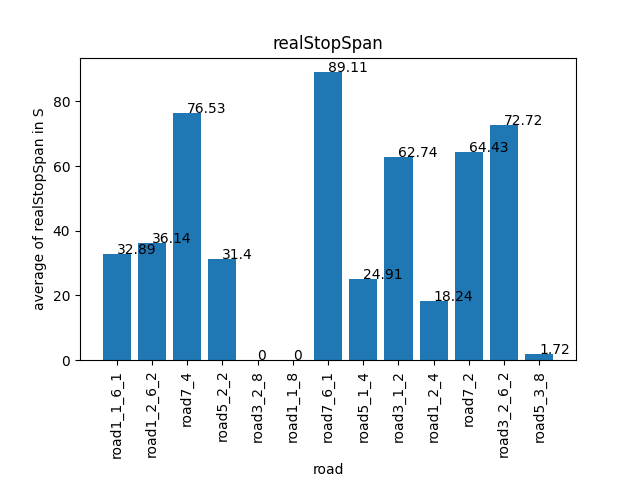 realStopSpan
average of realStopSpan in S
80
60
40
20
0
32.89
36.14
76.53
31.4
0
0
89.11
24.91
62.74
18.24
64.43
72.72
1.72
road1_1_6_1
road1_2_6_2
road7_4
road5_2_2
road3_2_8
road1_1_8
road7_6_1
road5_1_4
road3_1_2
road1_2_4
road7_2
road3_2_6_2
road5_3_8
road